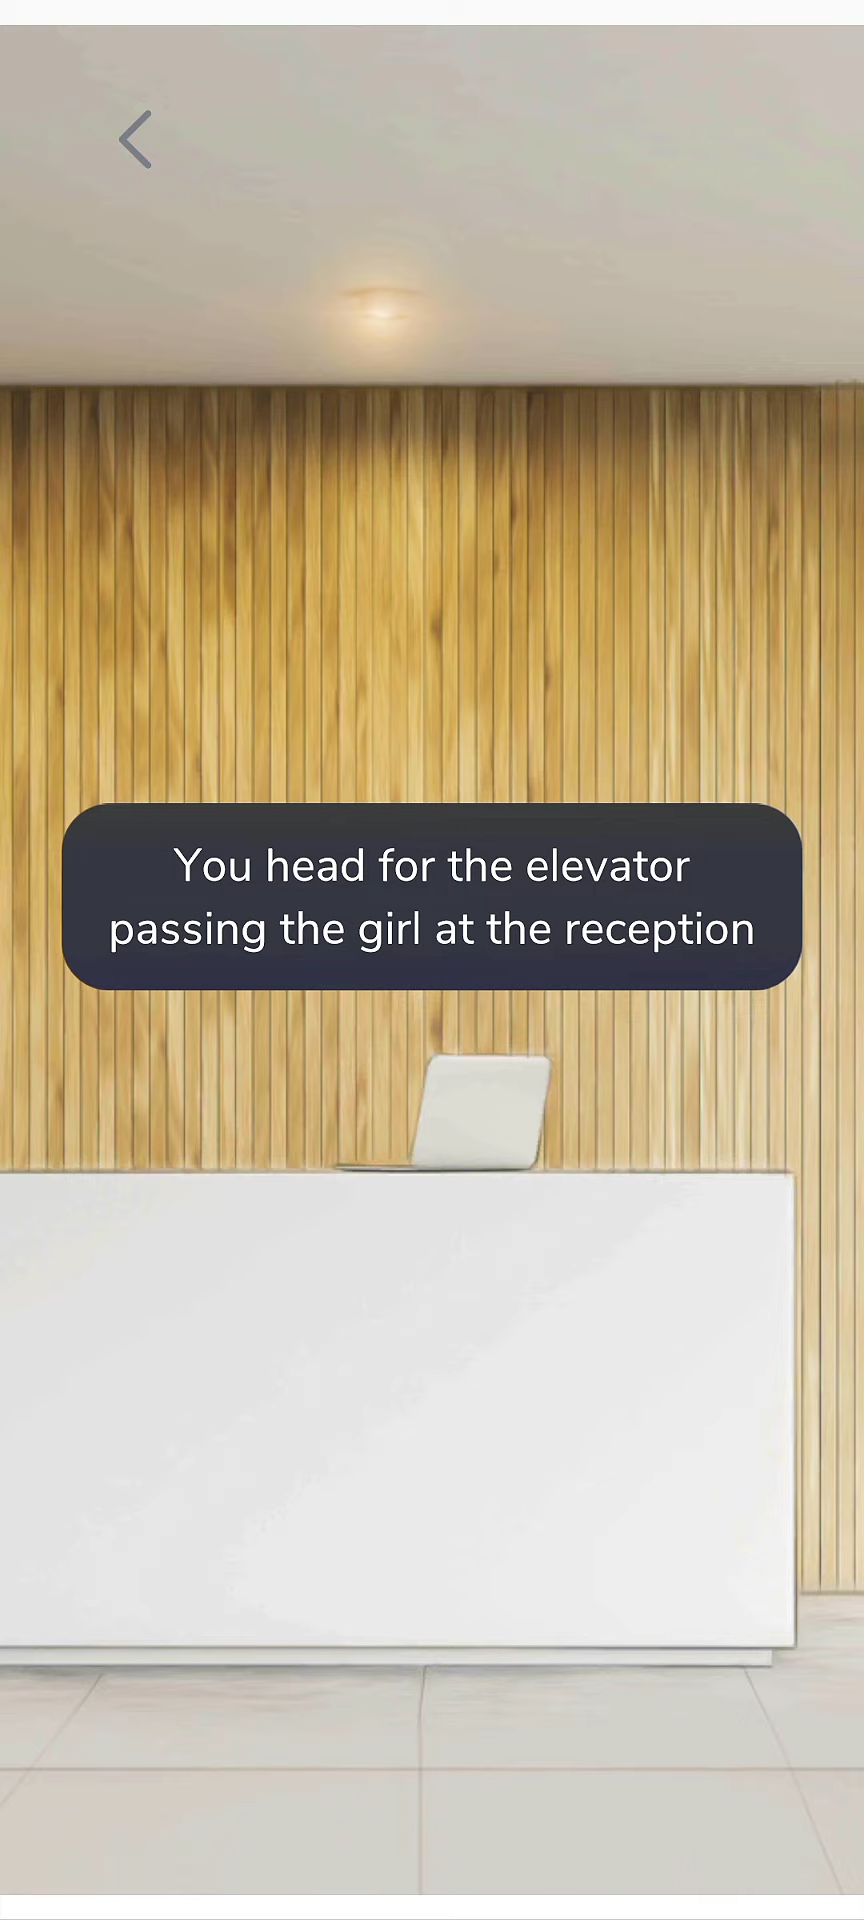 You head for the elevator
passing the girl at the reception